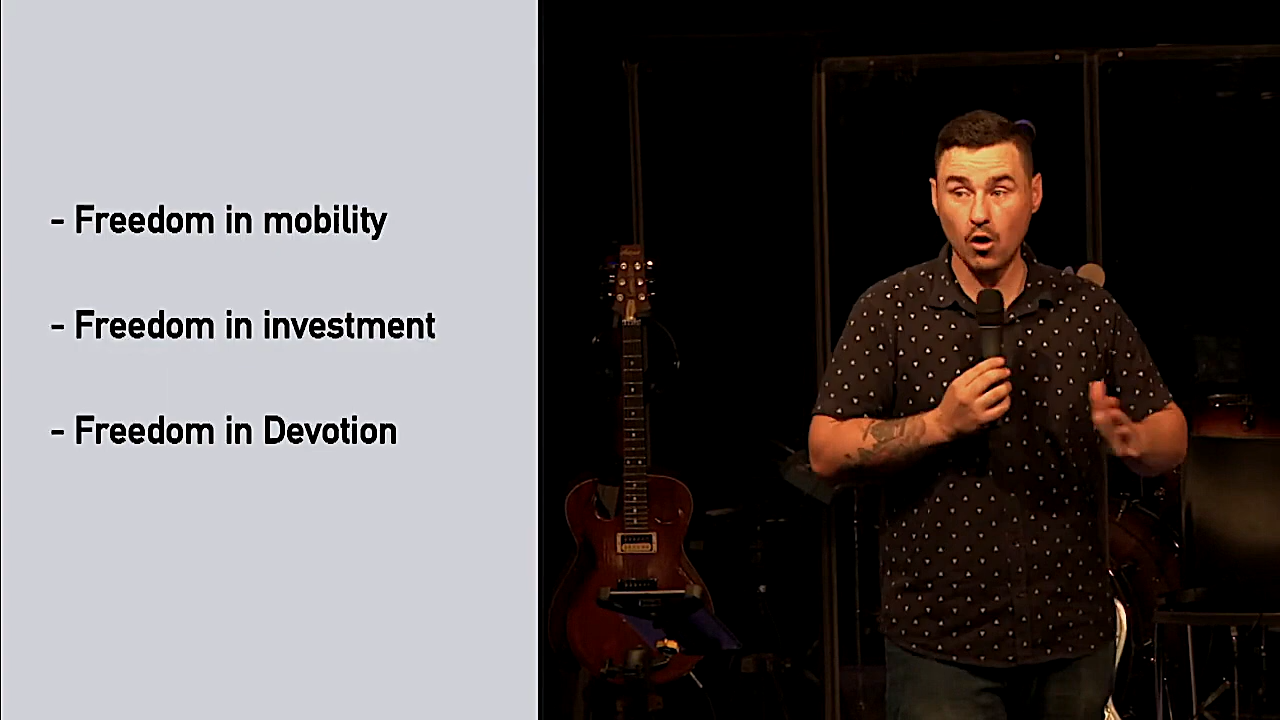 - Freedom in mobility
- Freedom in investment
- Freedom in Devotion